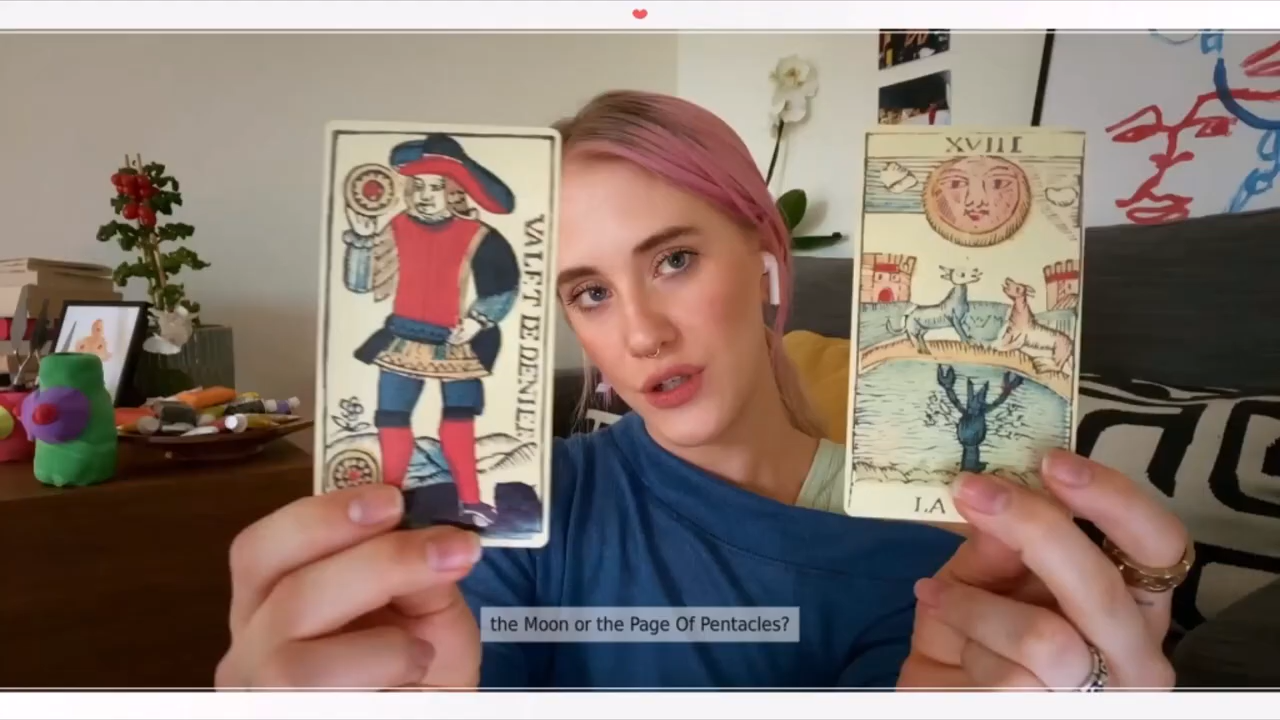 VALET DE DENIER
XVIII
LA
the Moon or the Page Of Pentacles?